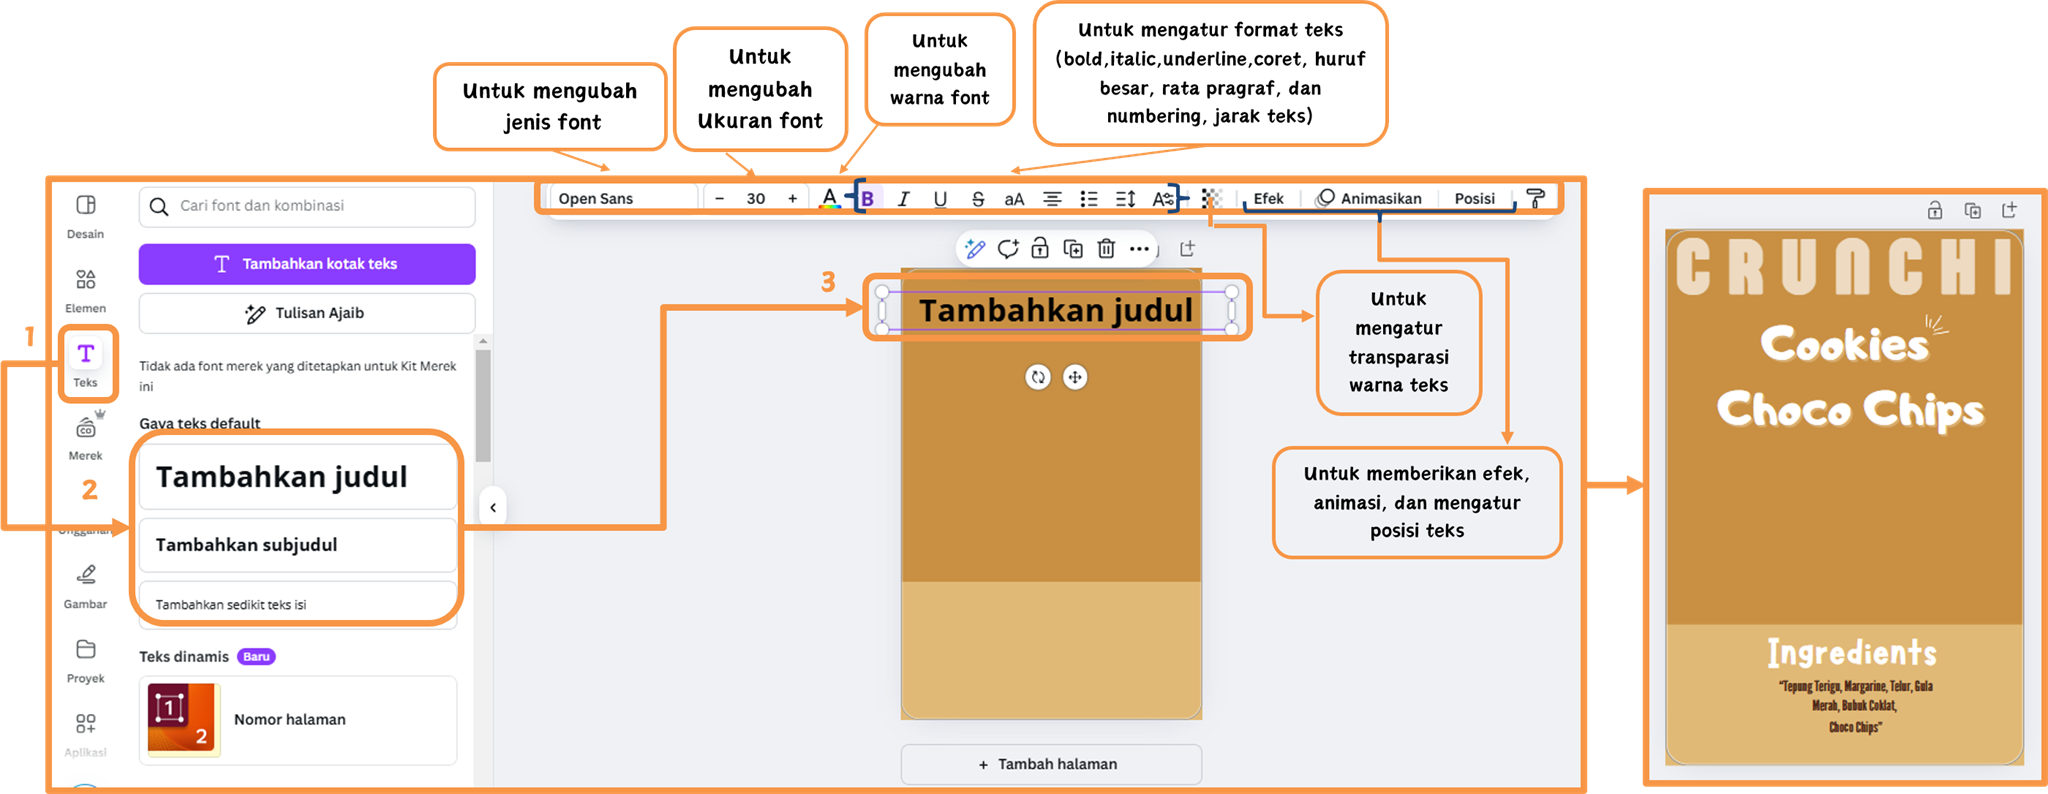 Untuk mengubah
jenis font
Untuk
mengubah
Ukuran font
Untuk
mengubah
warna font
Untuk mengatur format teks
(bold,italic,underline,coret, huruf
besar, rata pragraf, dan
numbering, jarak teks)
Open Sans
− 30 +
A B I U S aA
Efek
Animasikan
Posisi
1
2
3
Desain
Elemen
Teks
Merek
Gambar
Proyek
Aplikasi
Cari font dan kombinasi
T Tambahkan kotak teks
Tulisan Ajaib
Tidak ada font merek yang ditetapkan untuk Kit Merek
ini
Gaya teks default
Tambahkan judul
Tambahkan subjudul
Tambahkan sedikit teks isi
Teks dinamis Baru
1
2
Nomor halaman
Tambahkan judul
+ Tambah halaman
Untuk
mengatur
transparasi
warna teks
Untuk memberikan efek,
animasi, dan mengatur
posisi teks
CRUNCHI
Cookies
Choco Chips
Ingredients
“Tepung Terigu, Margarine, Telur, Gula
Merah, Bubuk Coklat,
Choco Chips”